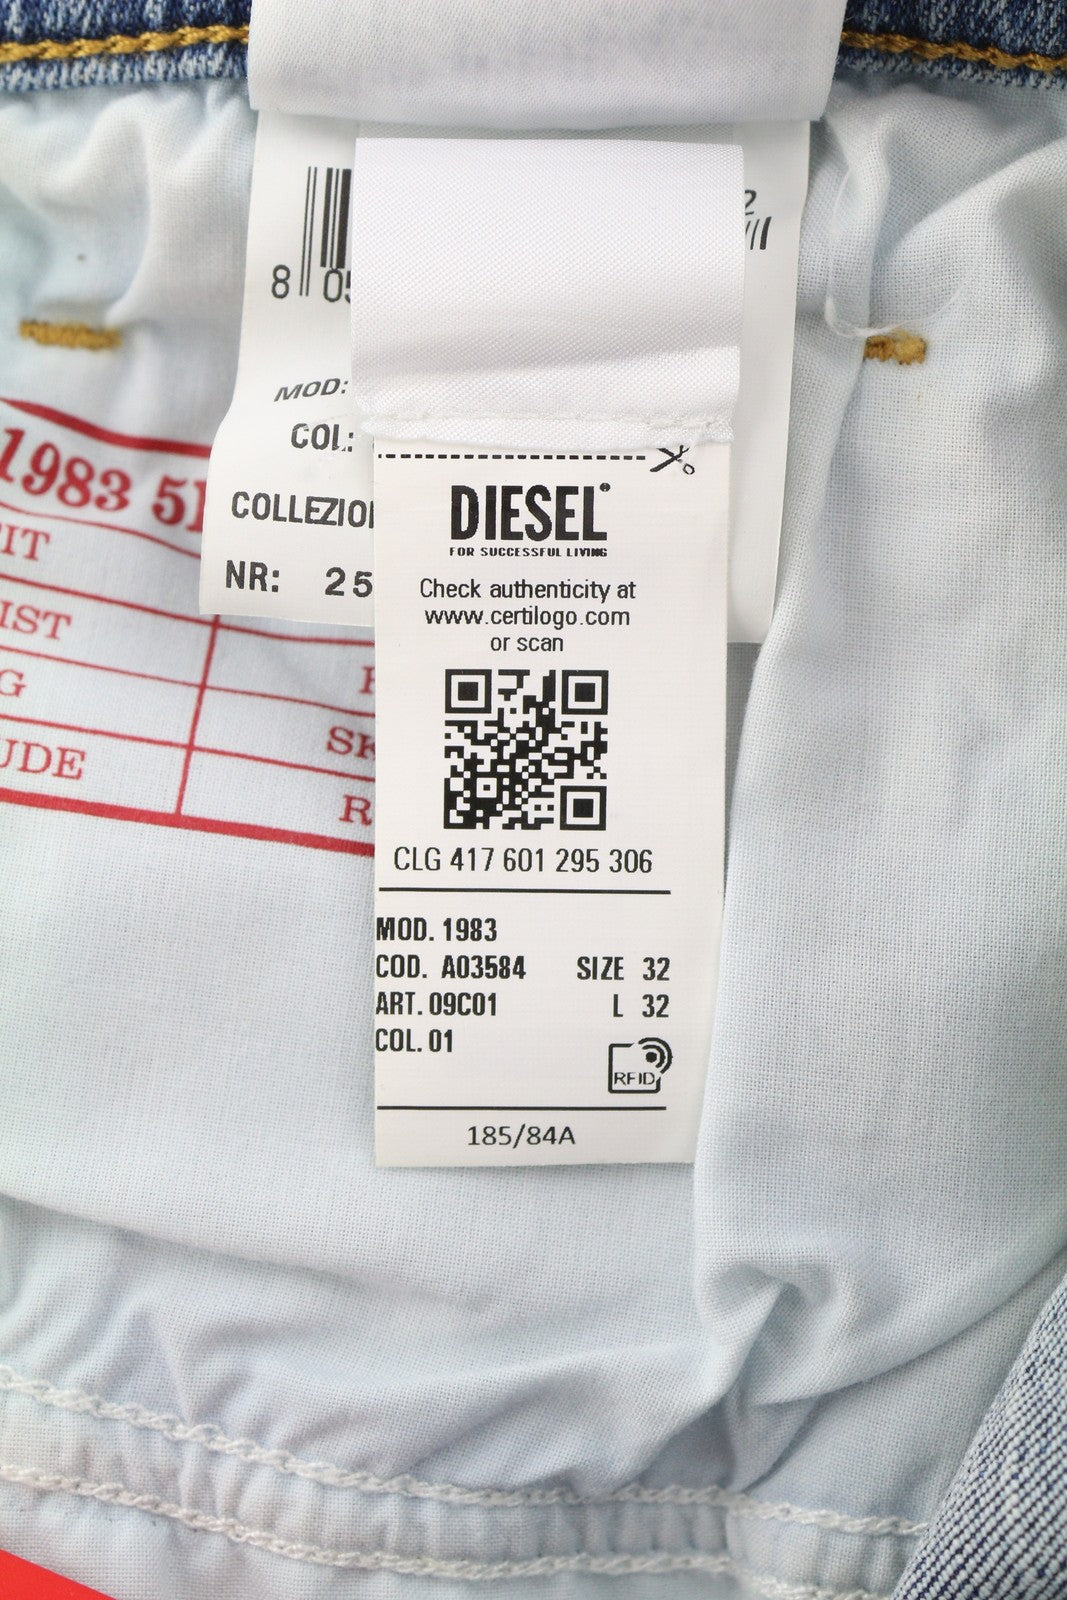 8 05
2
MOD:
COL:
COLLEZIO
NR: 25
1983 5
IT
IST
G
SK
UDE
R
DIESEL®
FOR SUCCESSFUL LIVING
Check authenticity at
www.certilogo.com
or scan
CLG 417 601 295 306
MOD. 1983
COD. A03584 SIZE 32
ART. 09C01 L 32
COL. 01
RFID
185/84A